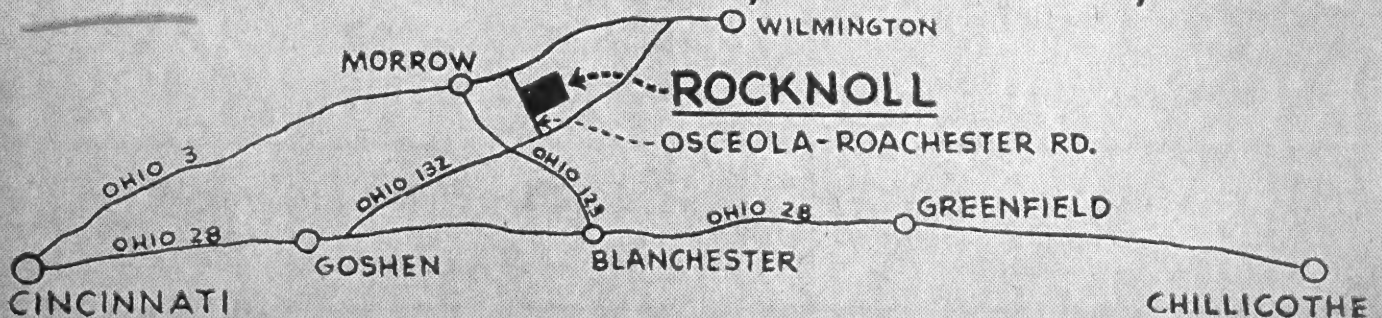 WILMINGTON
MORROW
ROCKNOLL
OSCEOLA-ROACHESTER RD.
OHIO 3
OHIO 132
OHIO 123
OHIO 28
GREENFIELD
OHIO 28
GOSHEN
BLANCHESTER
CINCINNATI
CHILLICOTHE